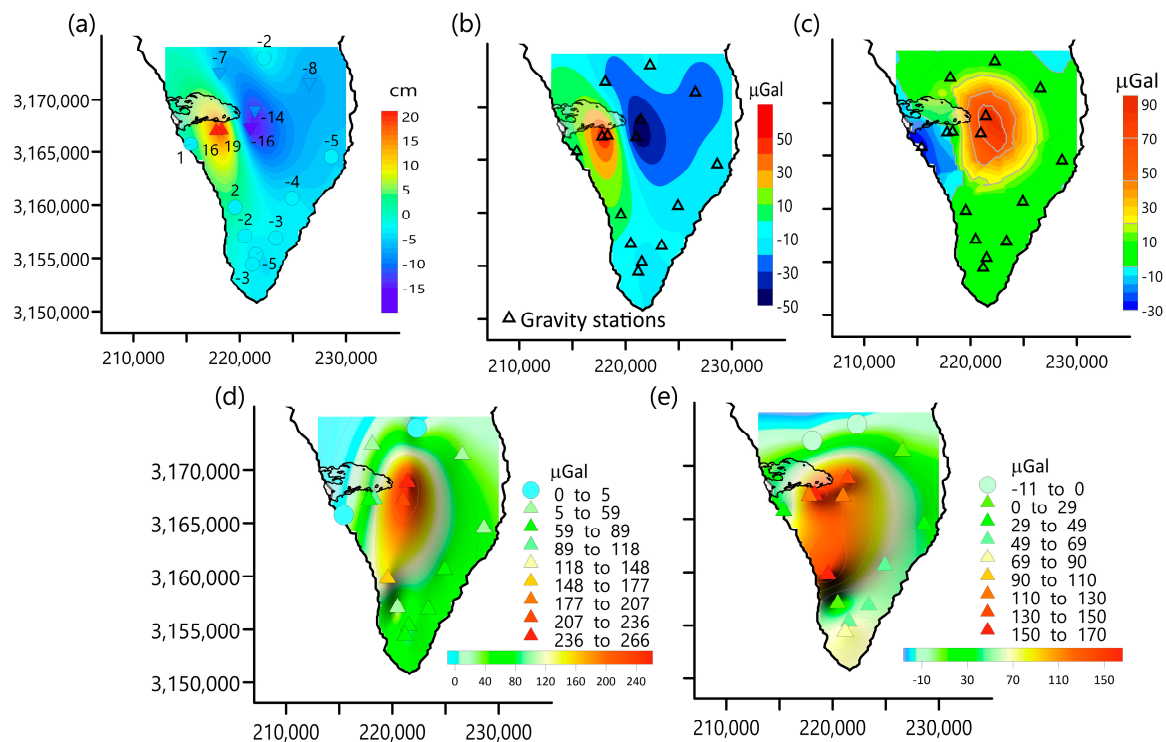 (a)
(b)
(c)
-2
-7
-8
-14
-16
1
16
19
-5
2
-4
-2
-3
-5
-3
cm
20
15
10
5
0
-5
-10
-15
3,170,000
3,165,000
3,160,000
3,155,000
3,150,000
210,000 220,000 230,000
μGal
50
30
10
-10
-30
-50
Gravity stations
210,000 220,000 230,000
μGal
90
70
50
30
10
-10
-30
210,000 220,000 230,000
(d)
(e)
3,170,000
3,165,000
3,160,000
3,155,000
3,150,000
μGal
0 to 5
5 to 59
59 to 89
89 to 118
118 to 148
148 to 177
177 to 207
207 to 236
236 to 266
0 40 80 120 160 200 240
210,000 220,000 230,000
μGal
-11 to 0
0 to 29
29 to 49
49 to 69
69 to 90
90 to 110
110 to 130
130 to 150
150 to 170
-10 30 70 110 150
210,000 220,000 230,000